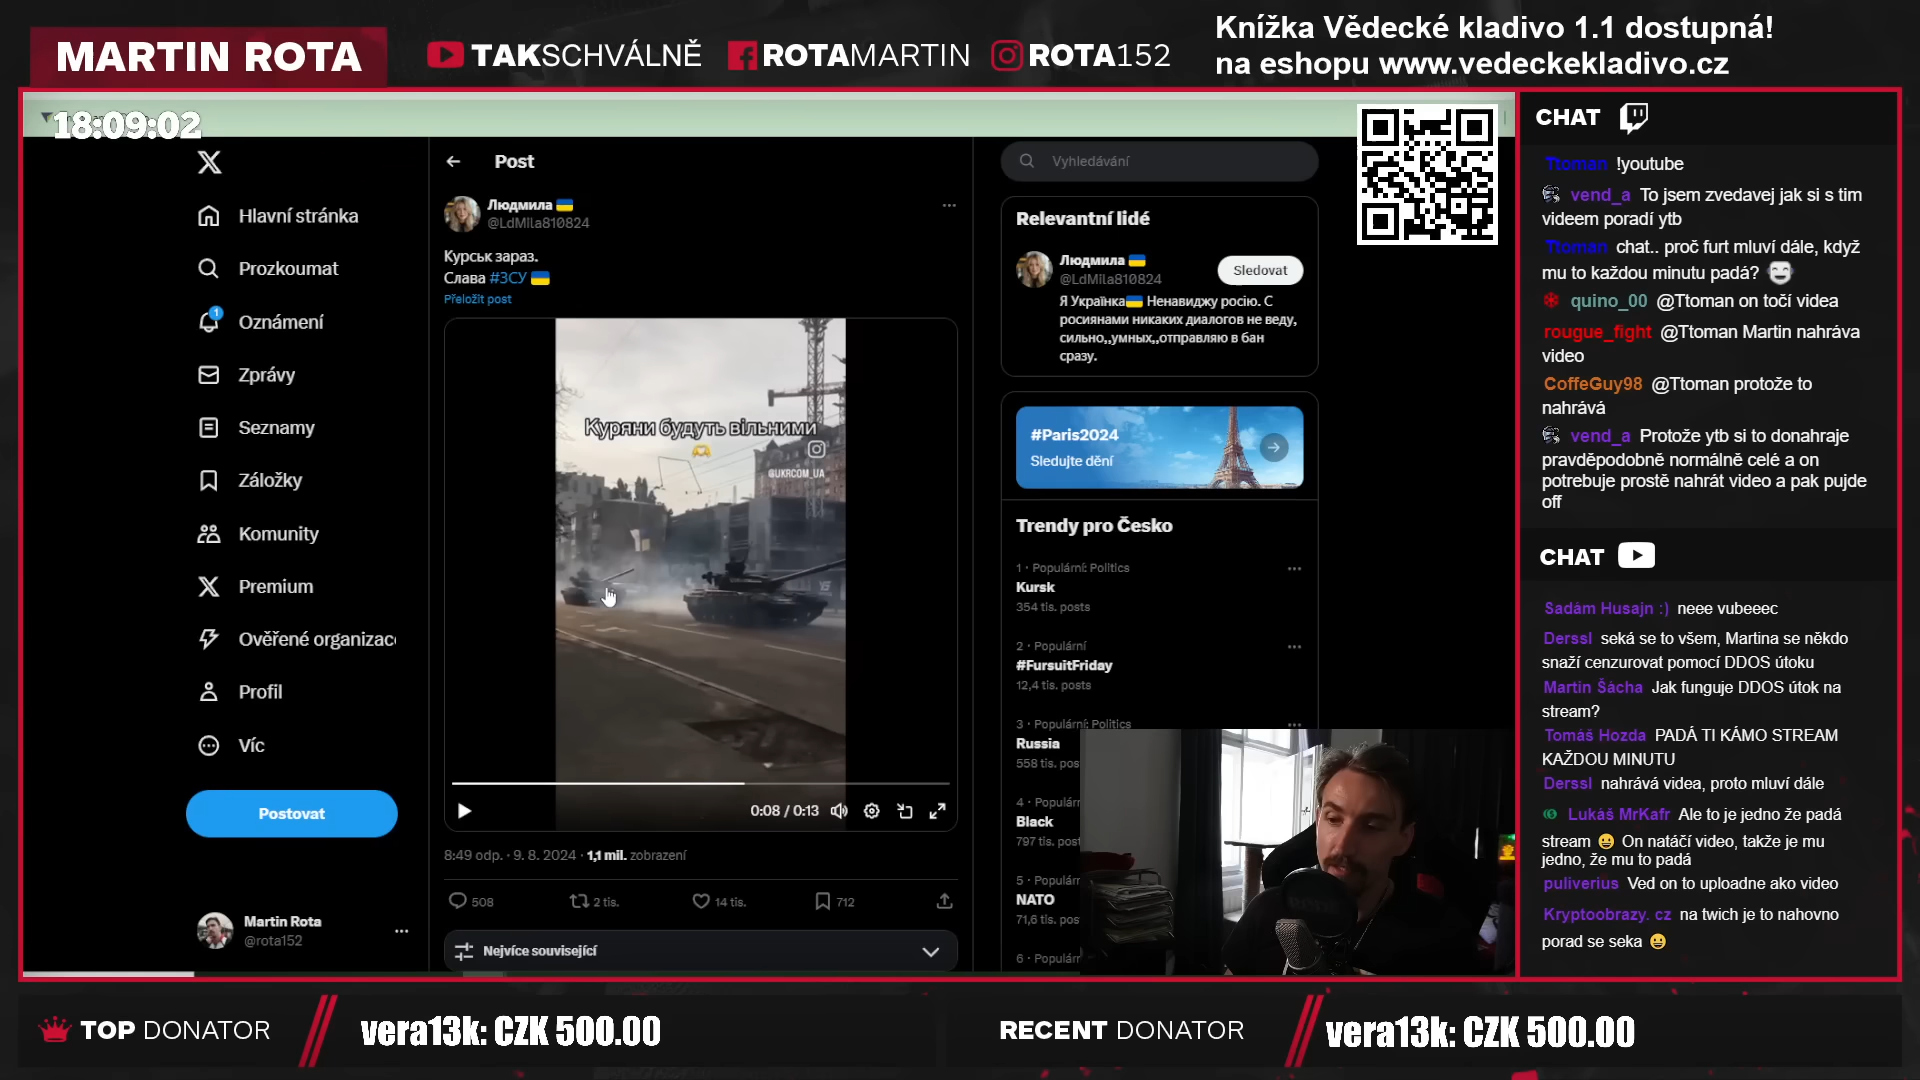 MARTIN ROTA
TAKSCHVÁLNĚ
ROTAMARTIN
ROTA152
Knížka Vědecké kladivo 1.1 dostupná!
na eshopu www.vedeckekladivo.cz
18:09:02
Hlavní stránka
Prozkoumat
1
Oznámení
Zprávy
Seznamy
Záložky
Komunity
Premium
Ověřené organizac
Profil
Víc
Postovat
Martin Rota
@rota152
Post
Людмила
@LdMila810824
Курськ зараз.
Слава #ЗСУ
Přeložit post
Куряни будуть вільними
@UKRCOM_UA
0:08 / 0:13
8:49 odp. · 9. 8. 2024 · 1,1 mil. zobrazení
508
2 tis.
14 tis.
712
Nejvíce související
Vyhledávání
Relevantní lidé
Людмила
@LdMila810824
Sledovat
Я Українка Ненавиджу росію. С
росиянами никаких диалогов не веду,
сильно,,умных,,отправляю в бан
сразу.
#Paris2024
Sledujte dění
Trendy pro Česko
1 · Populární: Politics
Kursk
354 tis. posts
2 · Populární
#FursuitFriday
12,4 tis. posts
3 · Populární: Politics
Russia
558 tis. pos
4 · Populárr
Black
797 tis. post
5 · Populárr
NATO
71,6 tis. pos
6 · Populárr
CHAT
Ttoman !youtube
vend_a To jsem zvedavej jak si s tim
videem poradí ytb
Ttoman chat.. proč furt mluví dále, když
mu to každou minutu padá?
quino_00 @Ttoman on točí videa
rougue_fight @Ttoman Martin nahráva
video
CoffeGuy98 @Ttoman protože to
nahrává
vend_a Protože ytb si to donahraje
pravděpodobně normálně celé a on
potrebuje prostě nahrát video a pak pujde
off
CHAT
Sadám Husajn :) neee vubeeec
Derssl seká se to všem, Martina se někdo
snaží cenzurovat pomocí DDOS útoku
Martin Šácha Jak funguje DDOS útok na
stream?
Tomáš Hozda PADÁ TI KÁMO STREAM
KAŽDOU MINUTU
Derssl nahrává videa, proto mluví dále
Lukáš MrKafr Ale to je jedno že padá
stream On natáčí video, takže je mu
jedno, že mu to padá
puliverius Ved on to uploadne ako video
Kryptoobrazy. cz na twich je to nahovno
porad se seka
TOP DONATOR
vera13k: CZK 500.00
RECENT DONATOR
vera13k: CZK 500.00